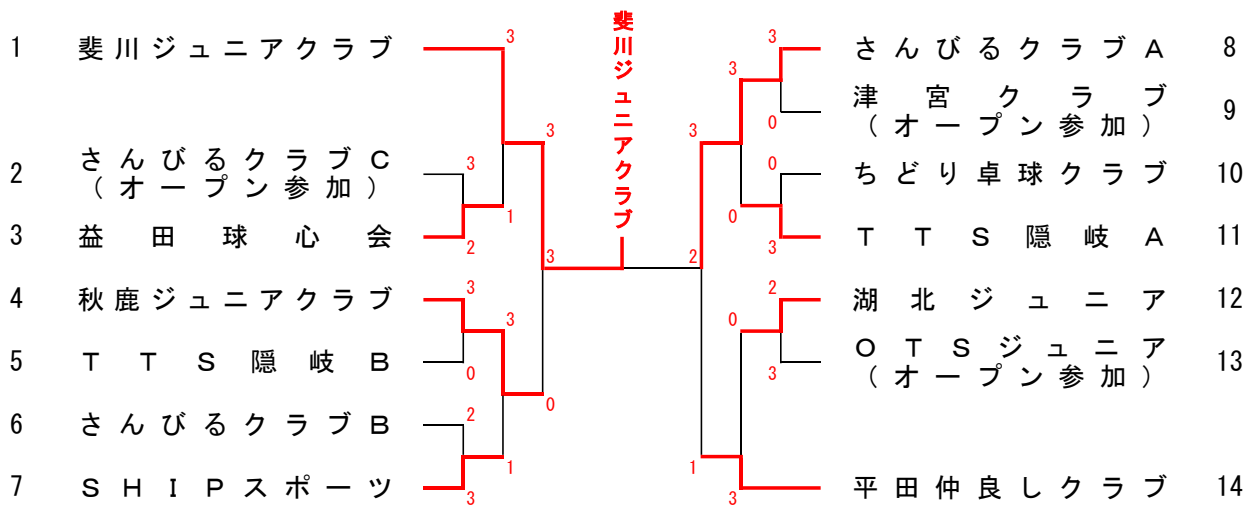 斐川ジュニアクラブ
1 斐川ジュニアクラブ 3
2 さんびるクラブC
(オープン参加)
3
3 益田球心会 2
1
3
4 秋鹿ジュニアクラブ 3
5 TTS隠岐B 0
3
6 さんびるクラブB 2
7 SHIPスポーツ 3
1
0
3
3 さんびるクラブA 8
0 津宮クラブ
(オープン参加)
9
3
0 ちどり卓球クラブ 10
3 TTS隠岐A 11
0
3
2 湖北ジュニア 12
3 OTSジュニア
(オープン参加)
13
0
3 平田仲良しクラブ 14
1
2